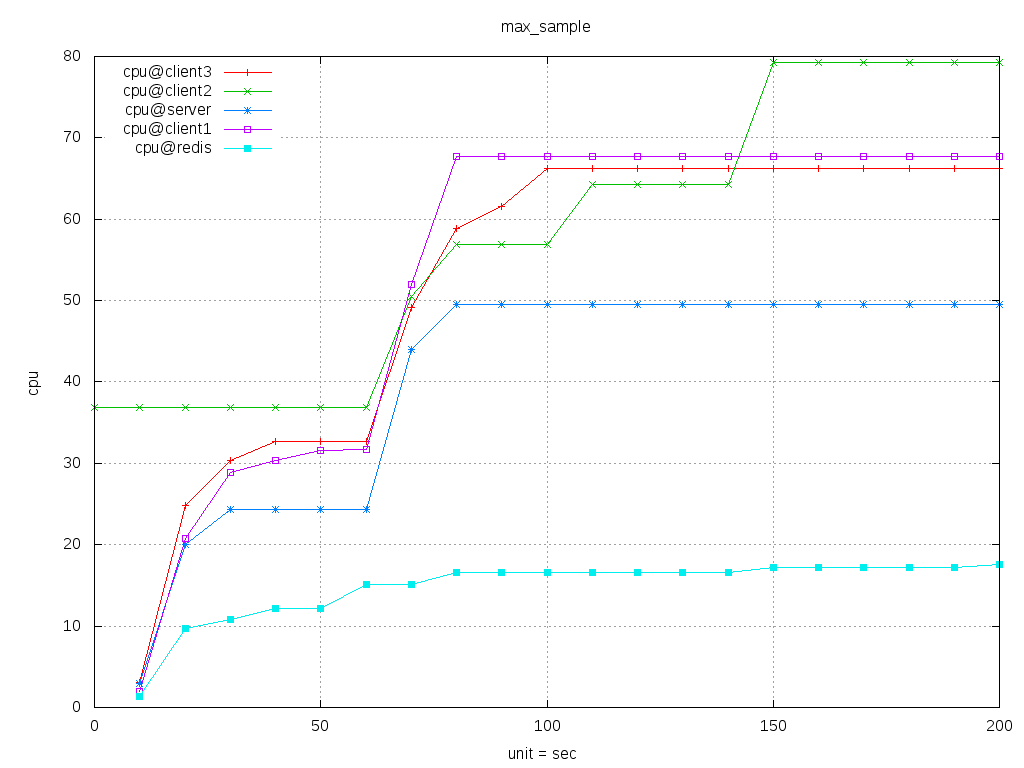 max_sample
80
70
60
50
40
30
20
10
0
cpu
cpu@client3
cpu@client2
cpu@server
cpu@client1
cpu@redis
0 50 100 150 200
unit = sec